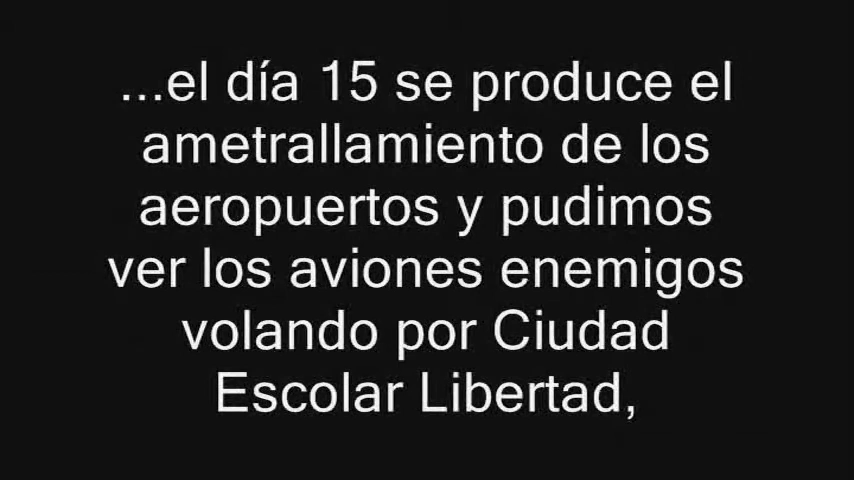 ...el día 15 se produce el
ametrallamiento de los
aeropuertos y pudimos
ver los aviones enemigos
volando por Ciudad
Escolar Libertad,